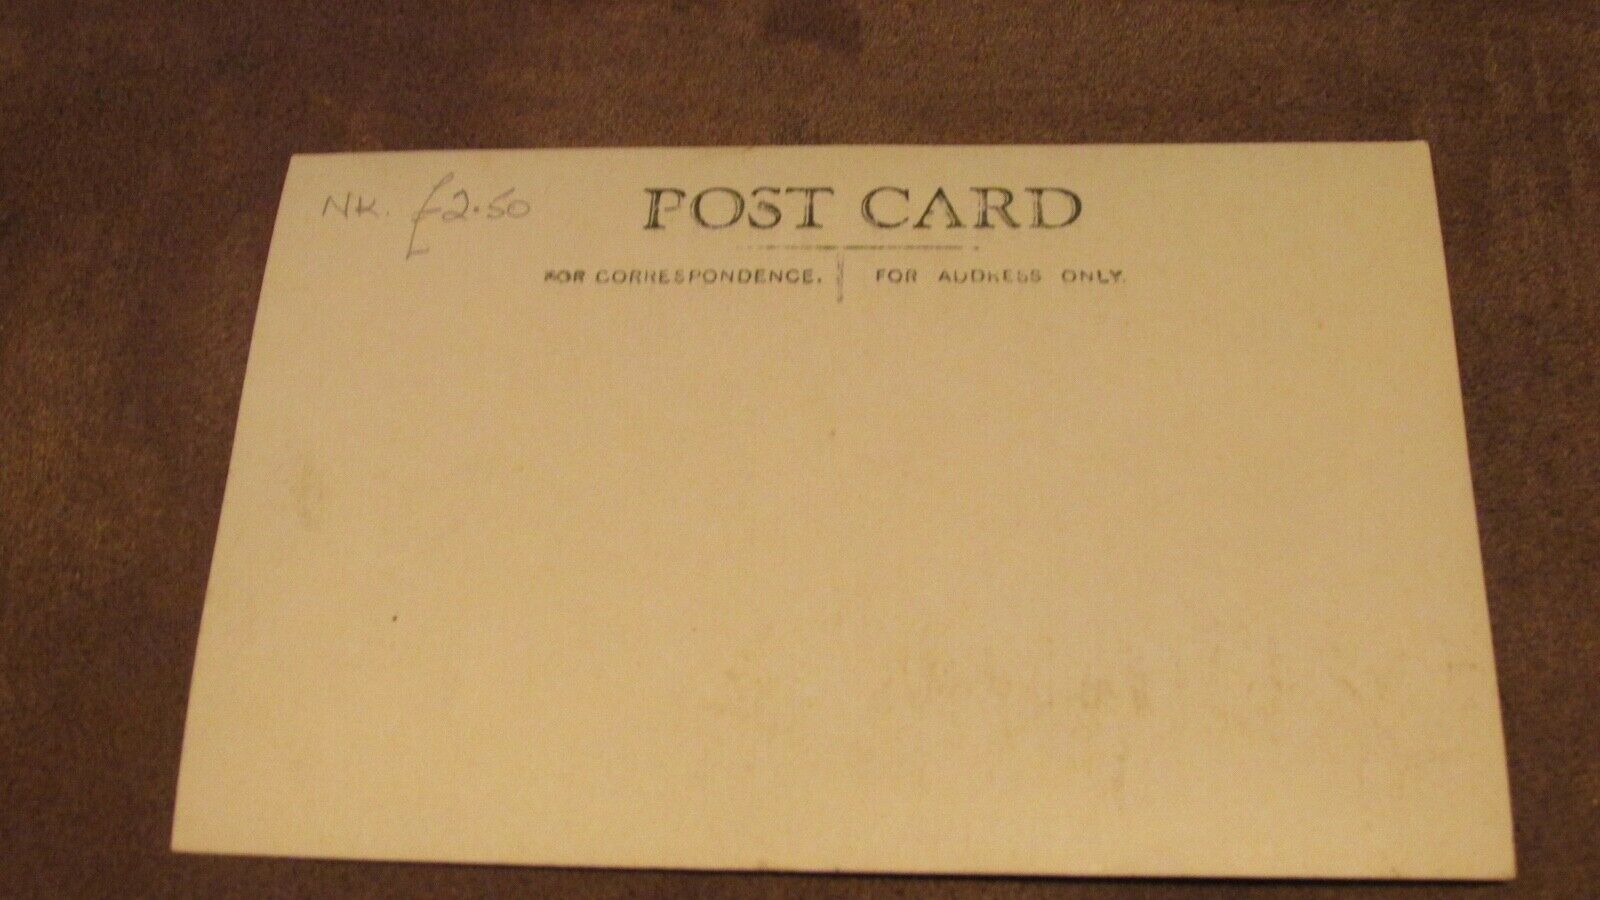 NK. £2.50
POST CARD
FOR CORRESPONDENCE. FOR ADDRESS ONLY.